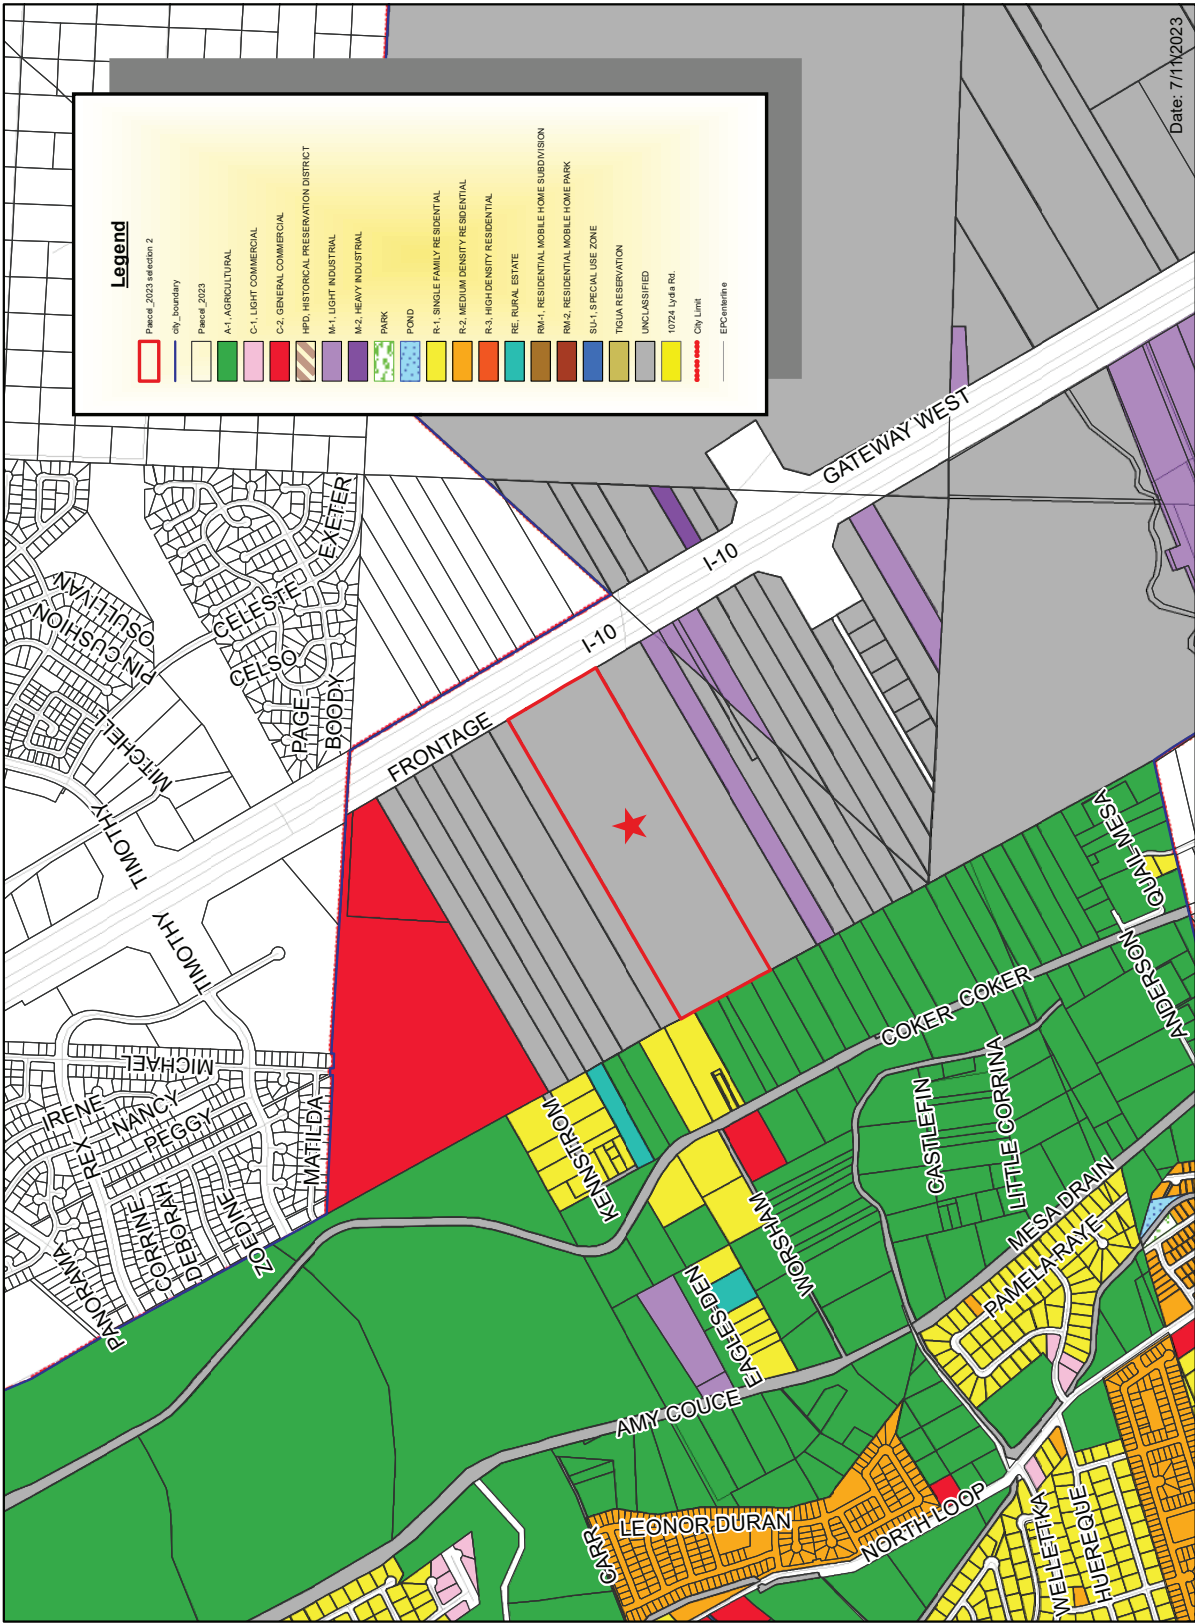 Legend
Paecel_2023 selection 2
city_boundary
Paecel_2023
A-1, AGRICULTURAL
C-1, LIGHT COMMERCIAL
C-2, GENERAL COMMERCIAL
HPD, HISTORICAL PRESERVATION DISTRICT
M-1, LIGHT INDUSTRIAL
M-2, HEAVY INDUSTRIAL
PARK
POND
R-1, SINGLE FAMILY RESIDENTIAL
R-2, MEDIUM DENSITY RESIDENTIAL
R-3, HIGH DENSITY RESIDENTIAL
RE, RURAL ESTATE
RM-1, RESIDENTIAL MOBILE HOME SUBDIVISION
RM-2, RESIDENTIAL MOBILE HOME PARK
SU-1, SPECIAL USE ZONE
TIGUA RESERVATION
UNCLASSIFIED
10724 Lydia Rd.
City Limit
EPCenterline
Date: 7/11/2023
OSULLIVAN
PIN CUSHION
EXETER
CELESTE
CELSO
PAGE
BOODY
MITCHELL
TIMOTHY
TIMOTHY
FRONTAGE
I-10
I-10
GATEWAY WEST
MICHAEL
IRENE
NANCY
PEGGY
REX
MATILDA
CORRINE
DEBORAH
ZOEDINE
PANORAMA
PANORAMA
KENNSTROM
COKER
COKER
QUAIL MESA
ANDERSON
CASTLEFIN
LITTLE CORRINA
WORSHAM
EAGLES DEN
MESA DRAIN
PAMELA RAYE
AMY COUCE
CARR
LEONOR DURAN
NORTH LOOP
WELLETKA
HUEREQUE